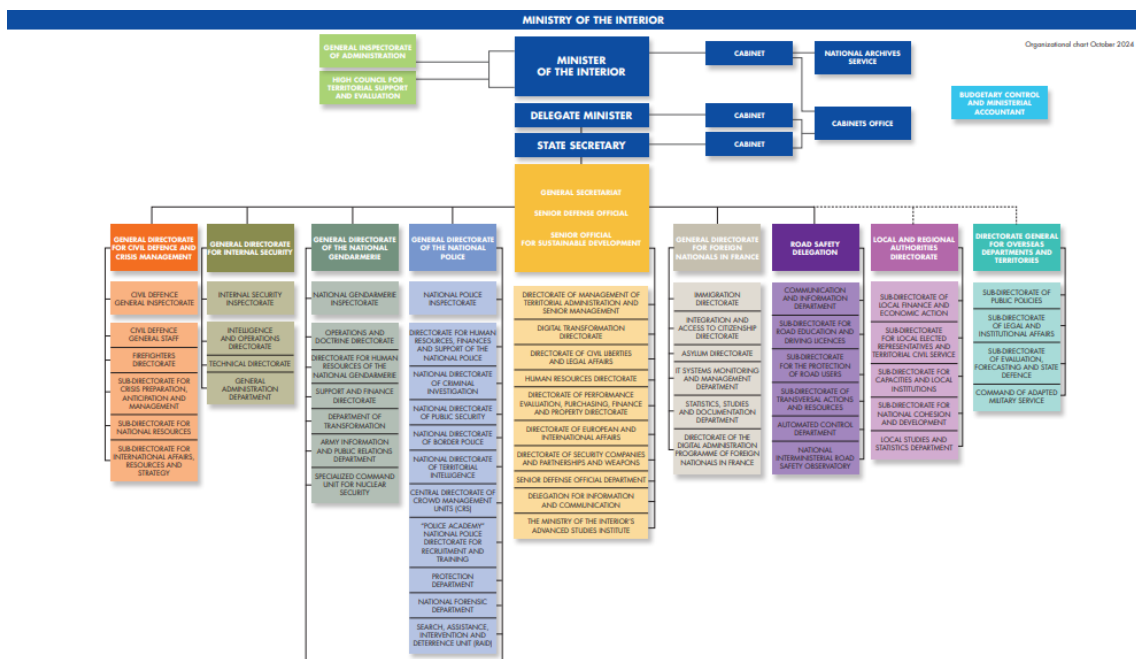 MINISTRY OF THE INTERIOR
Organizational chart October 2024
GENERAL INSPECTORATE
OF ADMINISTRATION
HIGH COUNCIL FOR
TERRITORIAL SUPPORT
AND EVALUATION
MINISTER
OF THE INTERIOR
CABINET
NATIONAL ARCHIVES
SERVICE
BUDGETARY CONTROL
AND MINISTERIAL
ACCOUNTANT
DELEGATE MINISTER
CABINET
CABINETS OFFICE
STATE SECRETARY
CABINET
GENERAL SECRETARIAT
SENIOR DEFENSE OFFICIAL
SENIOR OFFICIAL
FOR SUSTAINABLE DEVELOPMENT
GENERAL DIRECTORATE
FOR CIVIL DEFENCE AND
CRISIS MANAGEMENT
CIVIL DEFENCE
GENERAL INSPECTORATE
CIVIL DEFENCE
GENERAL STAFF
FIREFIGHTERS
DIRECTORATE
SUB-DIRECTORATE FOR
CRISIS PREPARATION,
ANTICIPATION AND
MANAGEMENT
SUB-DIRECTORATE FOR
NATIONAL RESOURCES
SUB-DIRECTORATE FOR
INTERNATIONAL AFFAIRS,
RESOURCES AND
STRATEGY
GENERAL DIRECTORATE
FOR INTERNAL SECURITY
INTERNAL SECURITY
INSPECTORATE
INTELLIGENCE
AND OPERATIONS
DIRECTORATE
TECHNICAL DIRECTORATE
GENERAL
ADMINISTRATION
DEPARTMENT
GENERAL DIRECTORATE
OF THE NATIONAL
GENDARMERIE
NATIONAL GENDARMERIE
INSPECTORATE
OPERATIONS AND
DOCTRINE DIRECTORATE
DIRECTORATE FOR HUMAN
RESOURCES OF THE
NATIONAL GENDARMERIE
SUPPORT AND FINANCE
DIRECTORATE
DEPARTMENT OF
TRANSFORMATION
ARMY INFORMATION
AND PUBLIC RELATIONS
DEPARTMENT
SPECIALIZED COMMAND
UNIT FOR NUCLEAR
SECURITY
GENERAL DIRECTORATE
OF THE NATIONAL
POLICE
NATIONAL POLICE
INSPECTORATE
DIRECTORATE FOR HUMAN
RESOURCES, FINANCES
AND SUPPORT OF THE
NATIONAL POLICE
NATIONAL DIRECTORATE
OF CRIMINAL
INVESTIGATION
NATIONAL DIRECTORATE
OF PUBLIC SECURITY
NATIONAL DIRECTORATE
OF BORDER POLICE
NATIONAL DIRECTORATE
OF TERRITORIAL
INTELLIGENCE
CENTRAL DIRECTORATE OF
CROWD MANAGEMENT
UNITS (CRS)
"POLICE ACADEMY"
NATIONAL POLICE
DIRECTORATE FOR
RECRUITMENT AND
TRAINING
PROTECTION
DEPARTMENT
NATIONAL FORENSIC
DEPARTMENT
SEARCH, ASSISTANCE,
INTERVENTION AND
DETERRENCE UNIT (RAID)
DIRECTORATE OF MANAGEMENT OF
TERRITORIAL ADMINISTRATION AND
SENIOR MANAGEMENT
DIGITAL TRANSFORMATION
DIRECTORATE
DIRECTORATE OF CIVIL LIBERTIES
AND LEGAL AFFAIRS
HUMAN RESOURCES DIRECTORATE
DIRECTORATE OF PERFORMANCE
EVALUATION, PURCHASING, FINANCE
AND PROPERTY DIRECTORATE
DIRECTORATE OF EUROPEAN AND
INTERNATIONAL AFFAIRS
DIRECTORATE OF SECURITY COMPANIES
AND PARTNERSHIPS AND WEAPONS
SENIOR DEFENSE OFFICIAL DEPARTMENT
DELEGATION FOR INFORMATION
AND COMMUNICATION
THE MINISTRY OF THE INTERIOR'S
ADVANCED STUDIES INSTITUTE
GENERAL DIRECTORATE
FOR FOREIGN
NATIONALS IN FRANCE
IMMIGRATION
DIRECTORATE
INTEGRATION AND
ACCESS TO CITIZENSHIP
DIRECTORATE
ASYLUM DIRECTORATE
IT SYSTEMS MONITORING
AND MANAGEMENT
DEPARTMENT
STATISTICS, STUDIES
AND DOCUMENTATION
DEPARTMENT
DIRECTORATE OF THE
DIGITAL ADMINISTRATION
PROGRAMME OF FOREIGN
NATIONALS IN FRANCE
ROAD SAFETY
DELEGATION
COMMUNICATION
AND INFORMATION
DEPARTMENT
SUB-DIRECTORATE FOR
ROAD EDUCATION AND
DRIVING LICENCES
SUB-DIRECTORATE
FOR THE PROTECTION
OF ROAD USERS
SUB-DIRECTORATE OF
TRANSVERSAL ACTIONS
AND RESOURCES
AUTOMATED CONTROL
DEPARTMENT
NATIONAL
INTERMINISTERIAL ROAD
SAFETY OBSERVATORY
LOCAL AND REGIONAL
AUTHORITIES
DIRECTORATE
SUB-DIRECTORATE OF
LOCAL FINANCE AND
ECONOMIC ACTION
SUB-DIRECTORATE
FOR LOCAL ELECTED
REPRESENTATIVES AND
TERRITORIAL CIVIL SERVICE
SUB-DIRECTORATE FOR
CAPACITIES AND LOCAL
INSTITUTIONS
SUB-DIRECTORATE FOR
NATIONAL COHESION
AND DEVELOPMENT
LOCAL STUDIES AND
STATISTICS DEPARTMENT
DIRECTORATE GENERAL
FOR OVERSEAS
DEPARTMENTS AND
TERRITORIES
SUB-DIRECTORATE OF
PUBLIC POLICIES
SUB-DIRECTORATE
OF LEGAL AND
INSTITUTIONAL AFFAIRS
SUB-DIRECTORATE
OF EVALUATION,
FORECASTING AND STATE
DEFENCE
COMMAND OF ADAPTED
MILITARY SERVICE